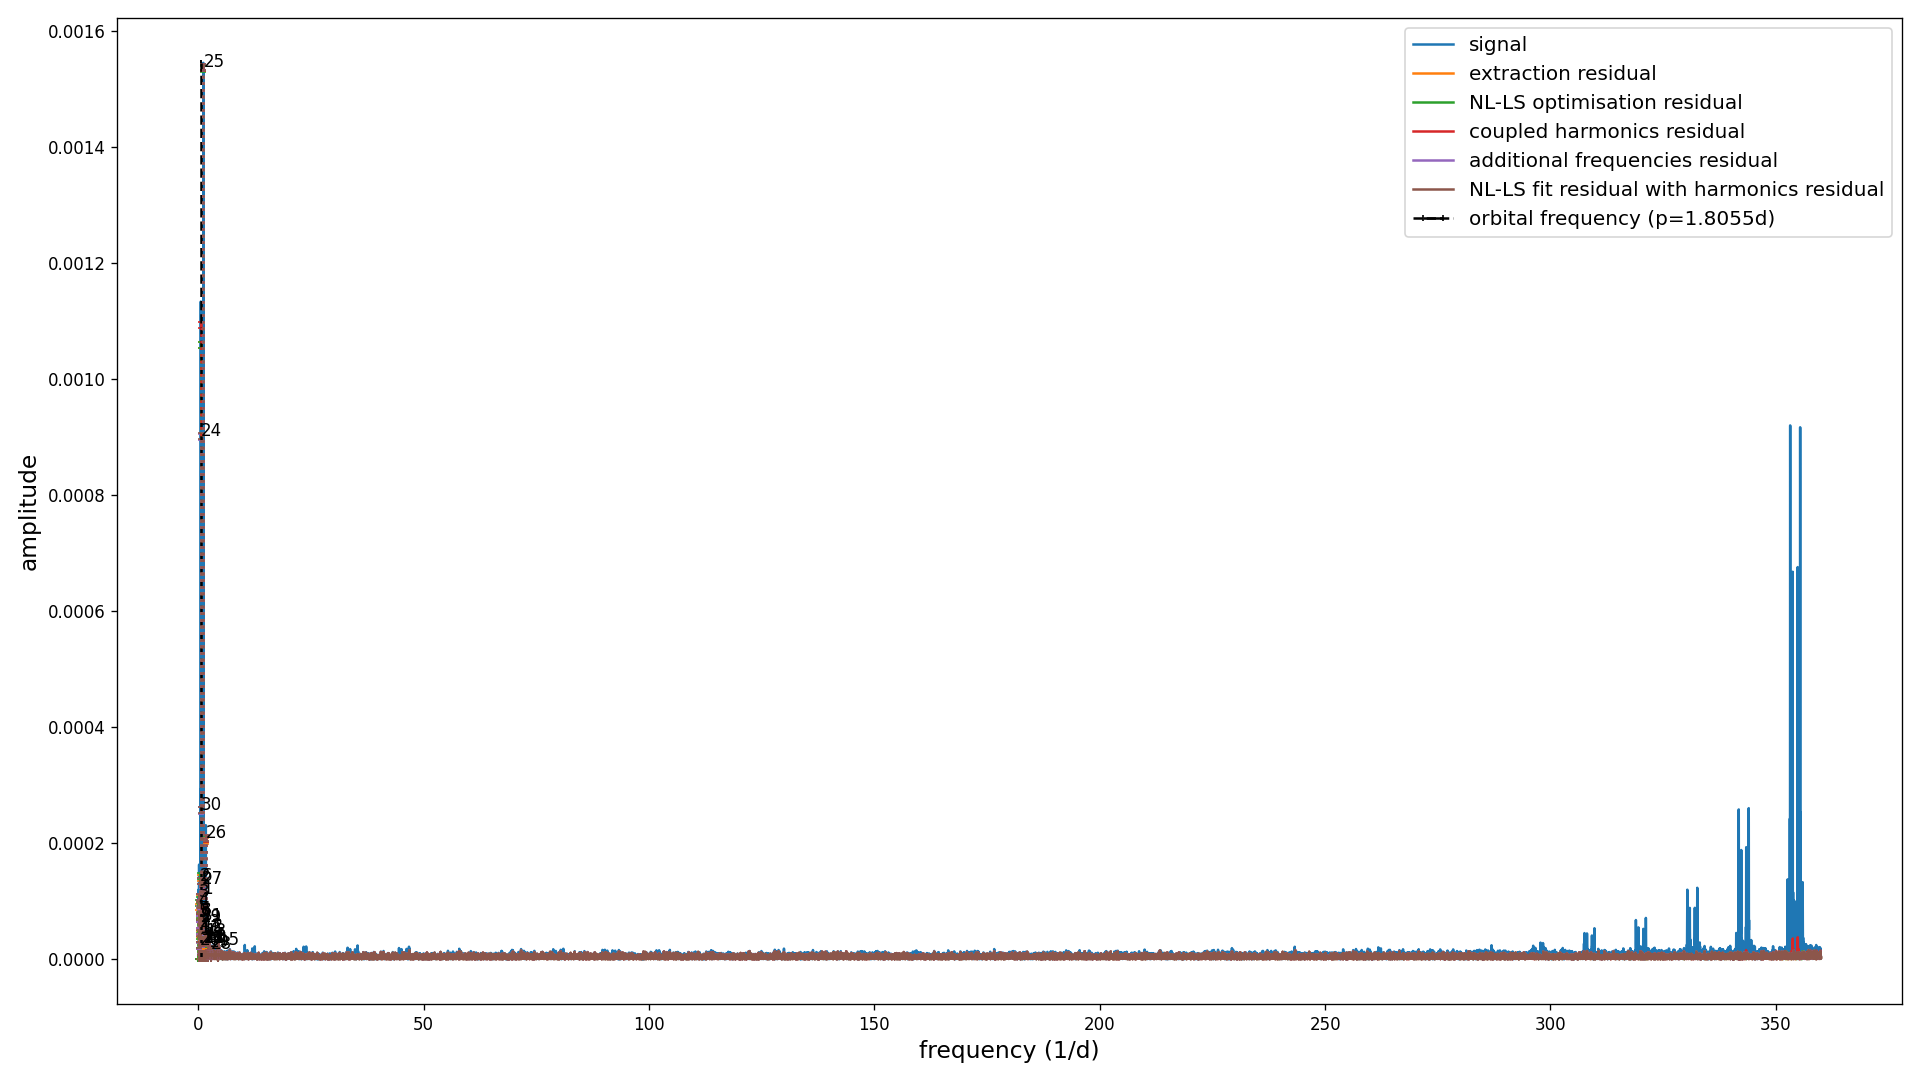 0.0016
0.0014
0.0012
0.0010
0.0008
0.0006
0.0004
0.0002
0.0000
amplitude
25
24
30
26
27
0
50
100
150
200
250
300
350
frequency (1/d)
signal
extraction residual
NL-LS optimisation residual
coupled harmonics residual
additional frequencies residual
NL-LS fit residual with harmonics residual
orbital frequency (p=1.8055d)